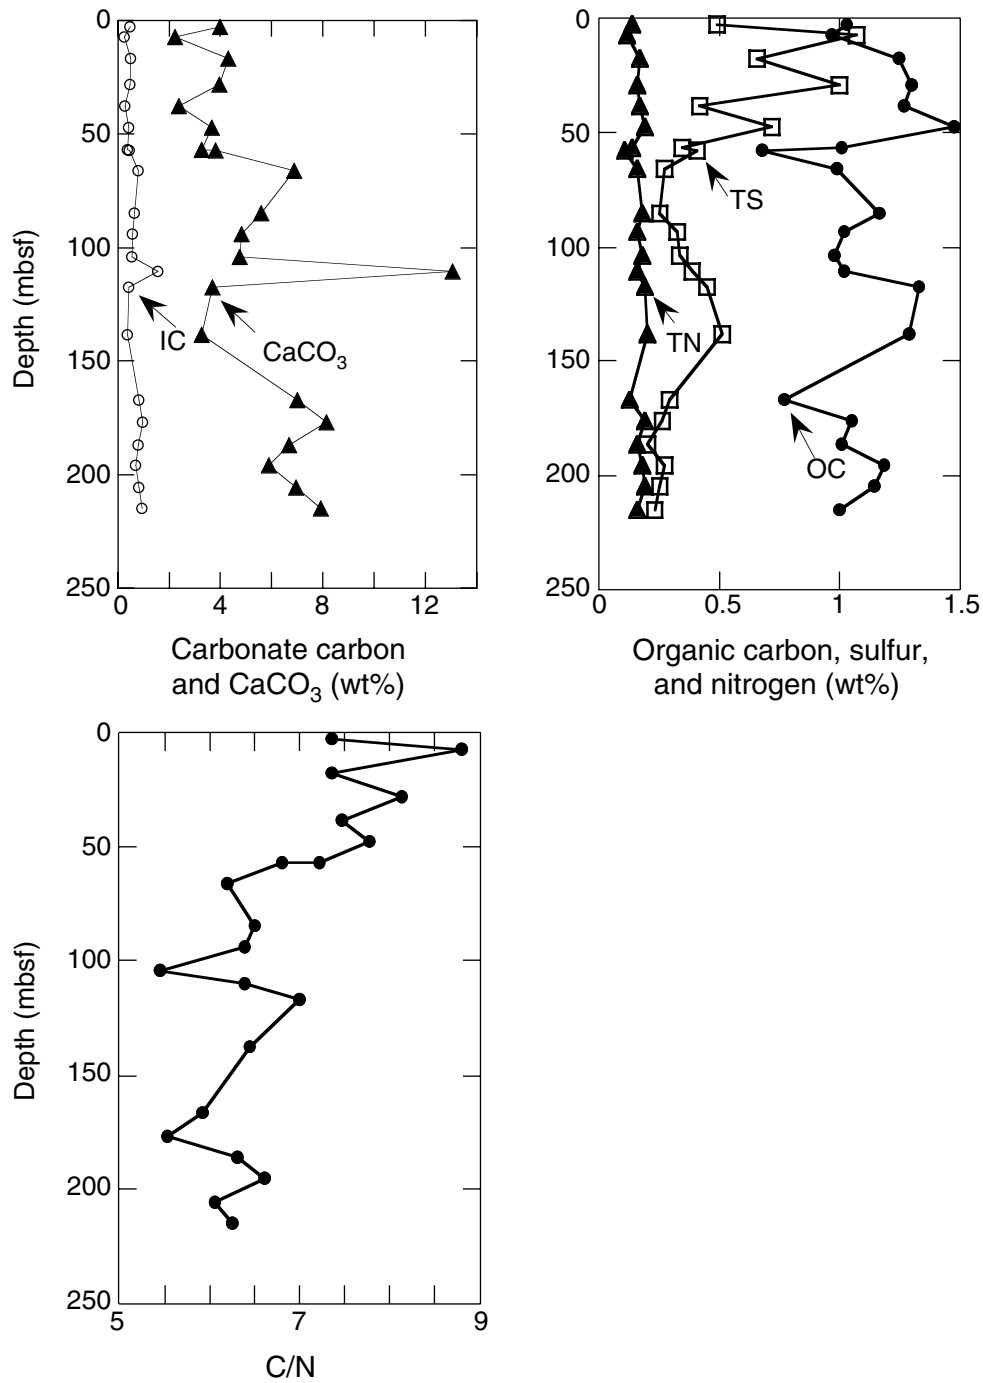 0
50
100
150
200
250
Depth (mbsf)
IC
CaCO₃
0
4
8
12
Carbonate carbon
and CaCO₃ (wt%)
0
50
100
150
200
250
TS
TN
OC
0
0.5
1
1.5
Organic carbon, sulfur,
and nitrogen (wt%)
0
50
100
150
200
250
Depth (mbsf)
5
7
9
C/N